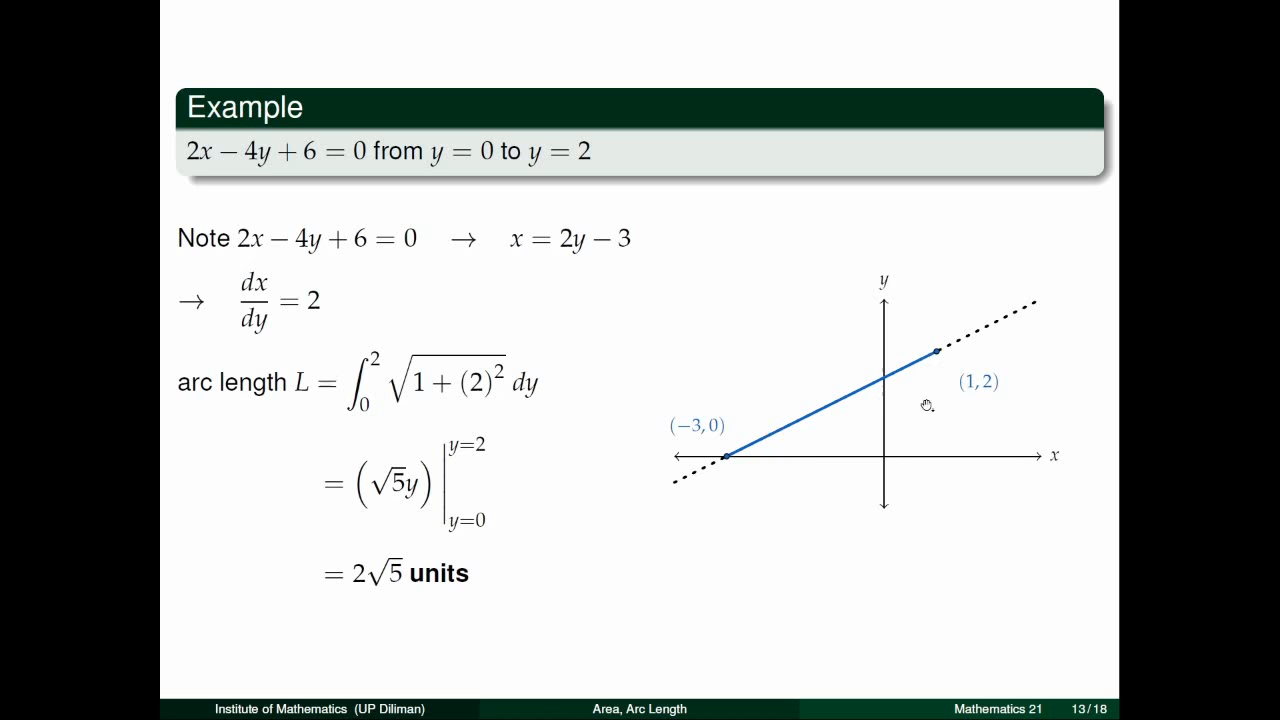 Example
2x − 4y + 6 = 0 from y = 0 to y = 2
Note 2x − 4y + 6 = 0 → x = 2y − 3
→ dx/dy = 2
arc length L = ∫₀² √(1 + (2)²) dy
= (√5y) |_{y=0}^{y=2}
= 2√5 units
y
(1, 2)
(−3, 0)
x
Institute of Mathematics (UP Diliman) Area, Arc Length Mathematics 21 13 / 18